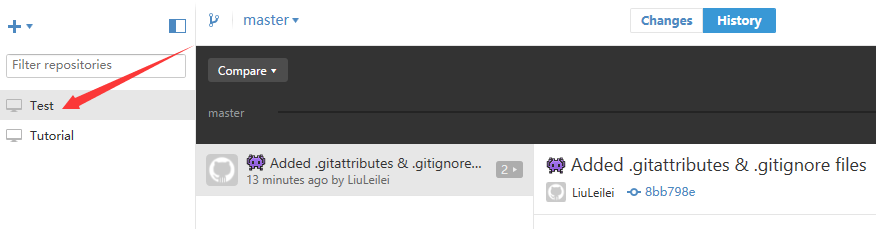 master
Changes
History
Filter repositories
Test
Tutorial
Compare
master
Added .gitattributes & .gitignore...
2
13 minutes ago by LiuLeilei
Added .gitattributes & .gitignore files
LiuLeilei
8bb798e